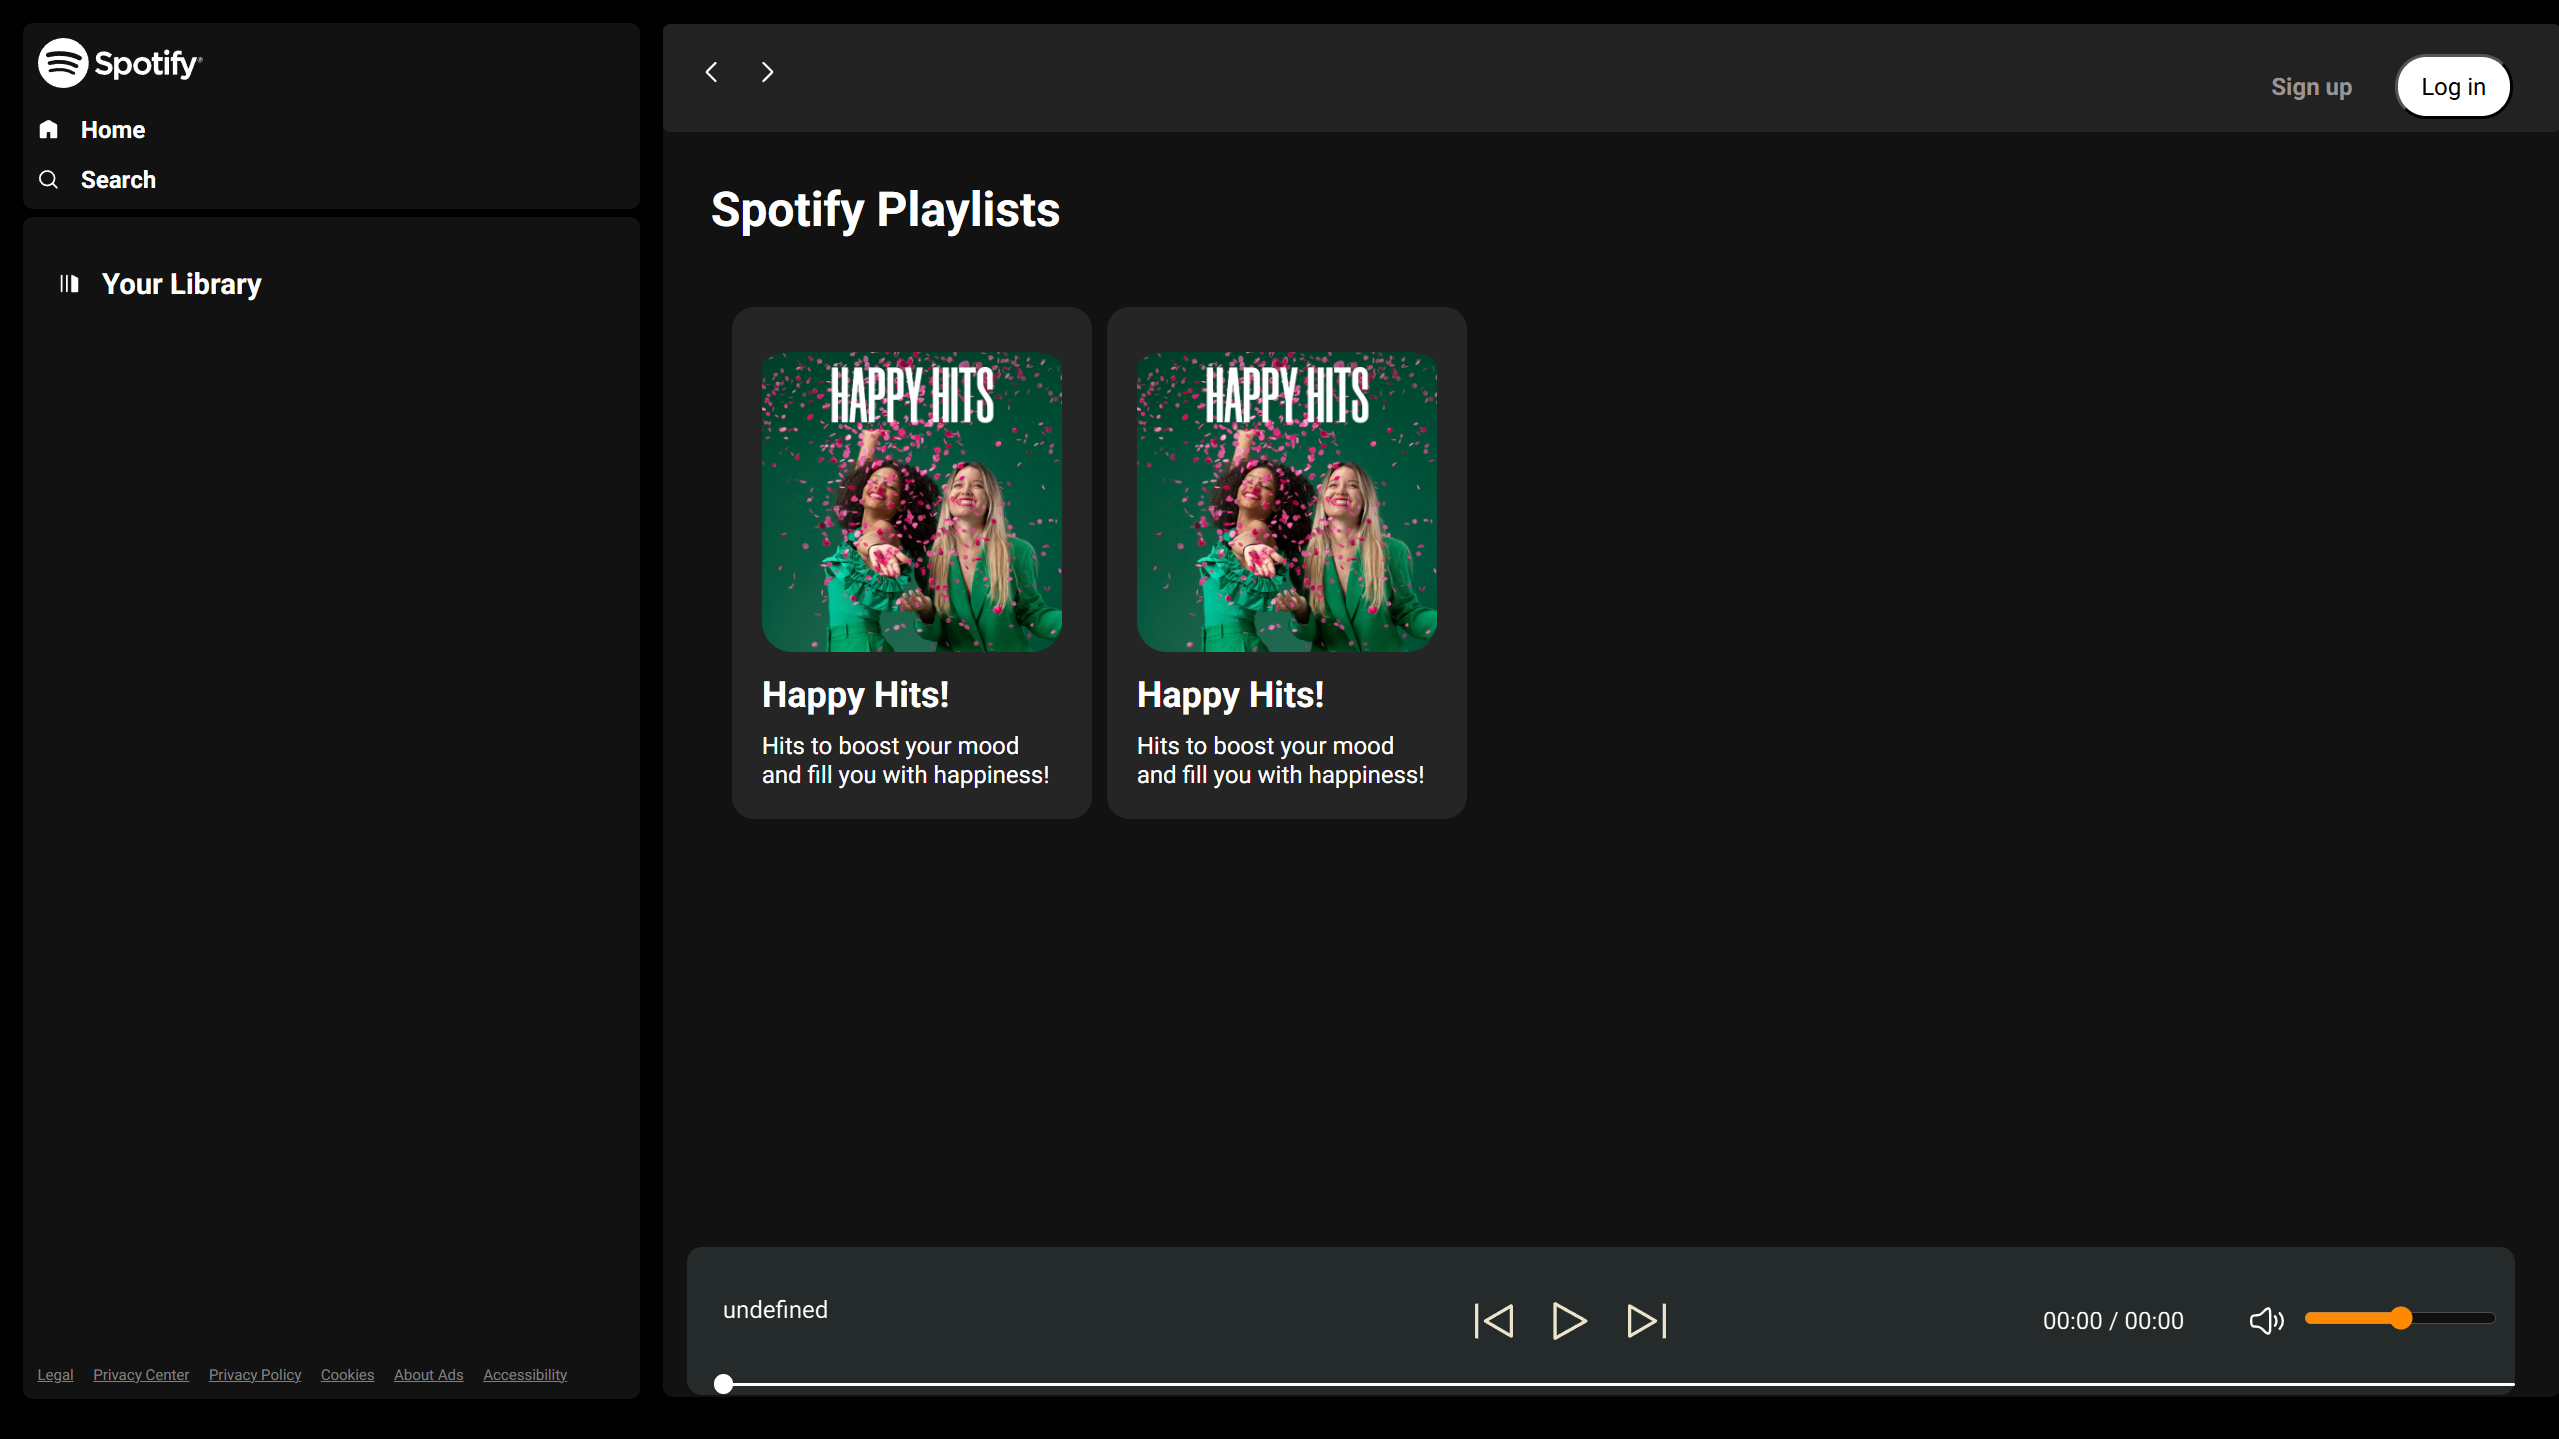 Spotify®
Home
Search
Your Library
Legal Privacy Center Privacy Policy Cookies About Ads Accessibility
Sign up
Log in
Spotify Playlists
HAPPY HITS
Happy Hits!
Hits to boost your mood
and fill you with happiness!
HAPPY HITS
Happy Hits!
Hits to boost your mood
and fill you with happiness!
undefined
00:00 / 00:00